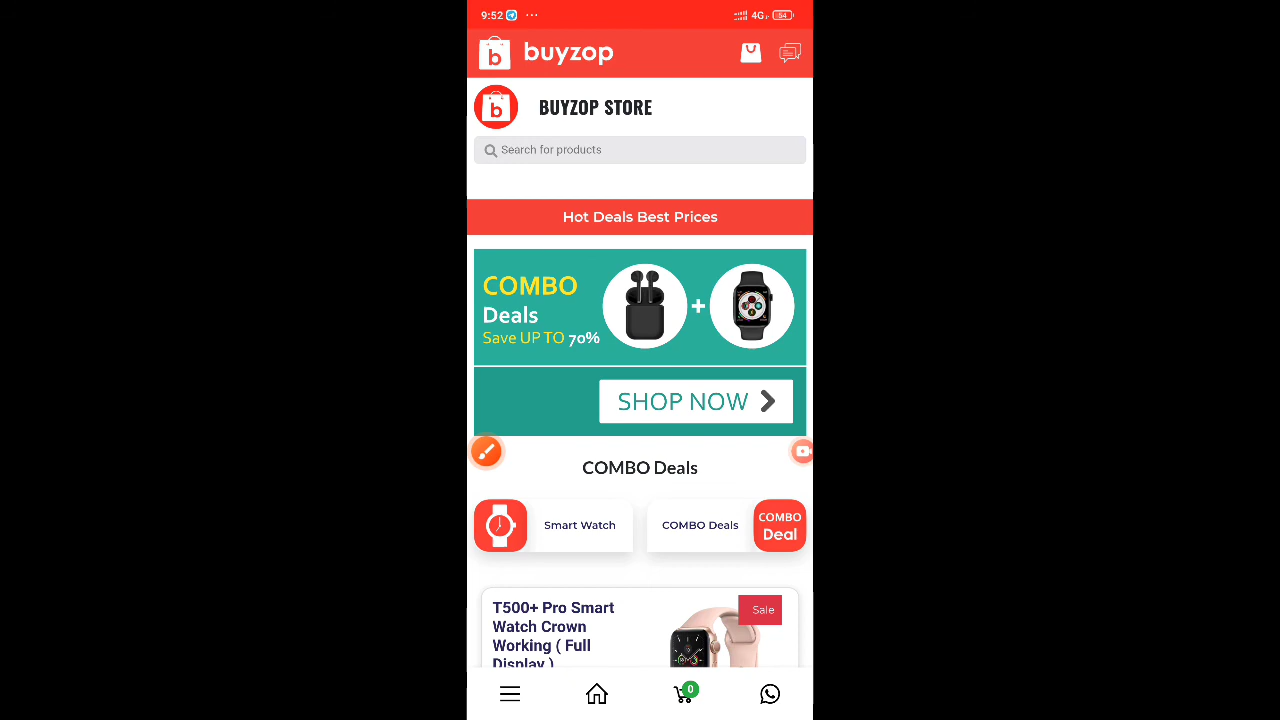 9:52
4G
64
b buyzop
b BUYZOP STORE
Search for products
Hot Deals Best Prices
COMBO
Deals
Save UP TO 70%
SHOP NOW
COMBO Deals
Smart Watch
COMBO Deals
COMBO
Deal
T500+ Pro Smart
Watch Crown
Working ( Full
Display )
Sale
0